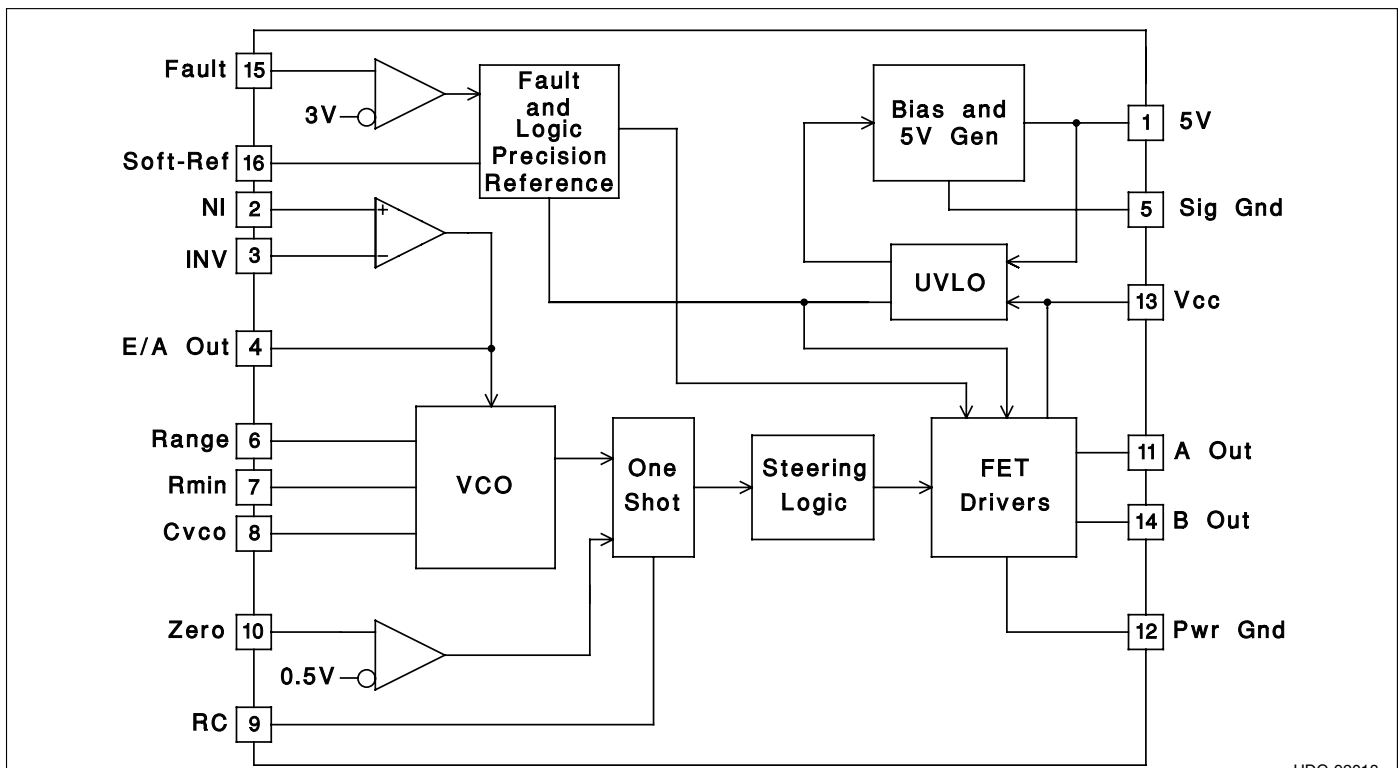 Fault 15
3V
Soft-Ref 16
NI 2
INV 3
E/A Out 4
Range 6
Rmin 7
Cvco 8
Zero 10
0.5V
RC 9
Fault
and
Logic
Precision
Reference
+
−
Bias and
5V Gen
UVLO
VCO
One
Shot
Steering
Logic
FET
Drivers
1 5V
5 Sig Gnd
13 Vcc
11 A Out
14 B Out
12 Pwr Gnd